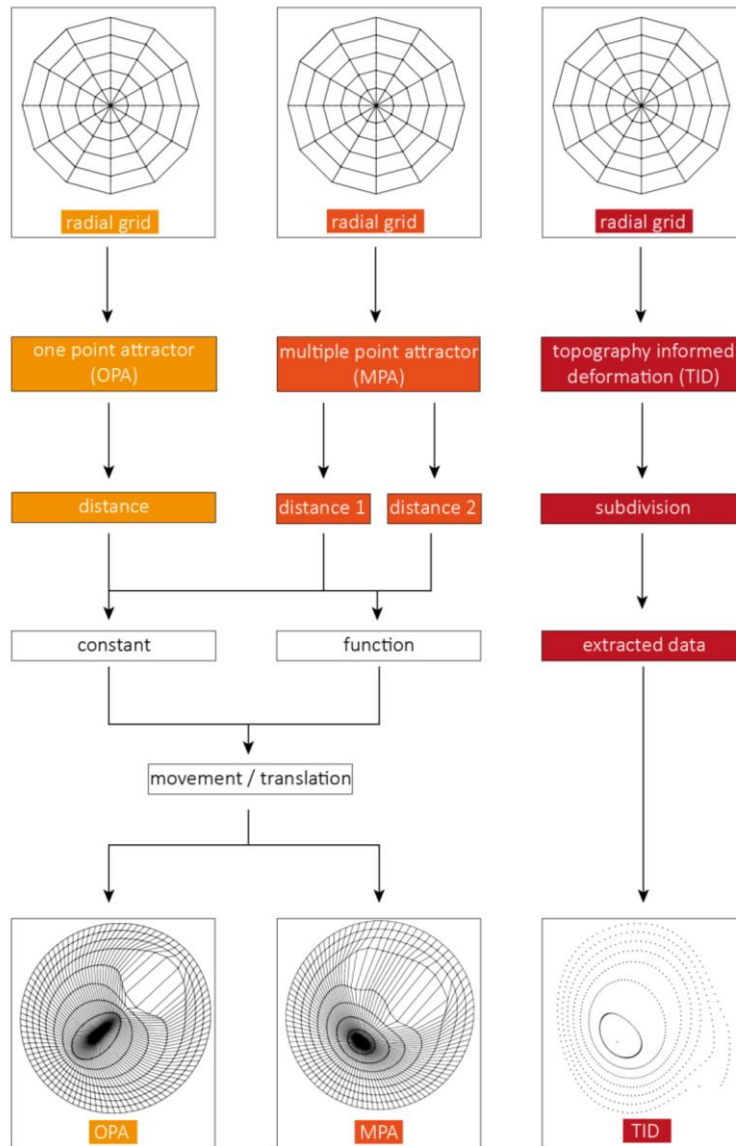 radial grid
radial grid
radial grid
one point attractor
(OPA)
multiple point attractor
(MPA)
topography informed
deformation (TID)
distance
distance 1
distance 2
subdivision
constant
function
extracted data
movement / translation
OPA
MPA
TID